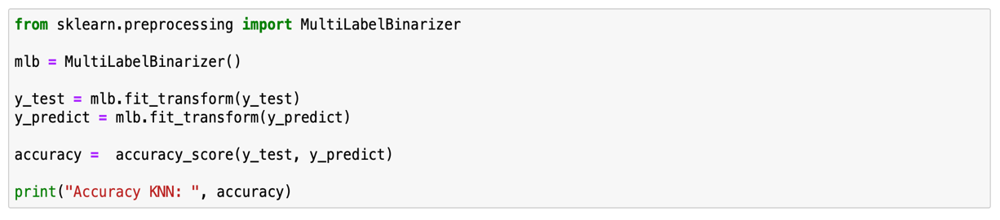 from sklearn.preprocessing import MultiLabelBinarizer
mlb = MultiLabelBinarizer()
y_test = mlb.fit_transform(y_test)
y_predict = mlb.fit_transform(y_predict)
accuracy =  accuracy_score(y_test, y_predict)
print("Accuracy KNN: ", accuracy)